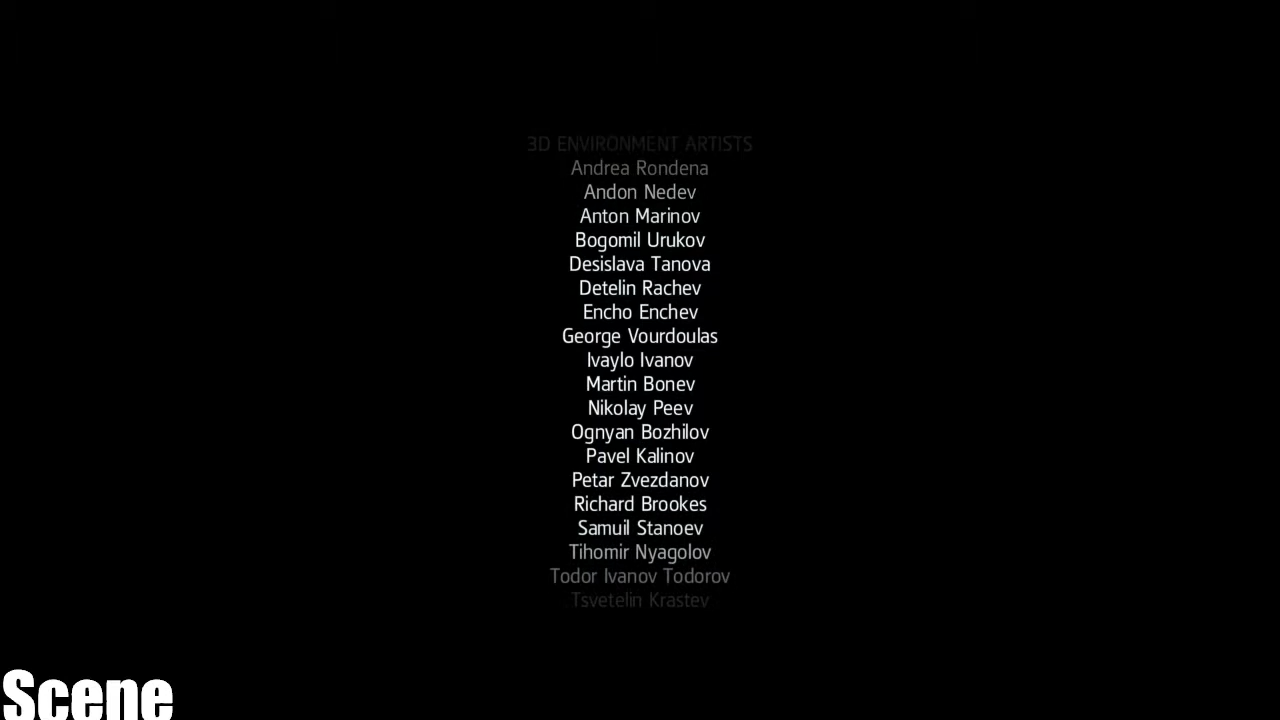 3D ENVIRONMENT ARTISTS
Andrea Rondena
Andon Nedev
Anton Marinov
Bogomil Urukov
Desislava Tanova
Detelin Rachev
Encho Enchev
George Vourdoulas
Ivaylo Ivanov
Martin Bonev
Nikolay Peev
Ognyan Bozhilov
Pavel Kalinov
Petar Zvezdanov
Richard Brookes
Samuil Stanoev
Tihomir Nyagolov
Todor Ivanov Todorov
Tsvetelin Krastev
Scene